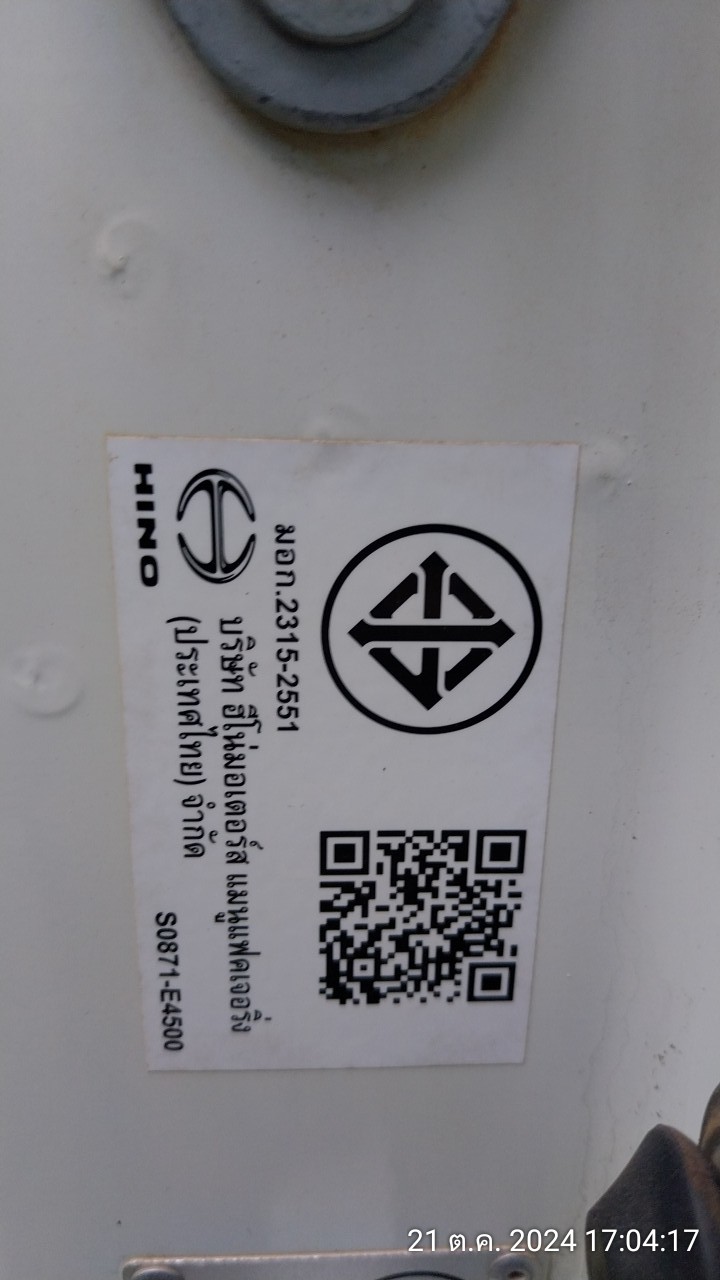 มอก.2315-2551
HINO
บริษัท ฮีโน่มอเตอร์ส แมนูแฟคเจอริ่ง
(ประเทศไทย) จำกัด
S0871-E4500
21 ต.ค. 2024 17:04:17